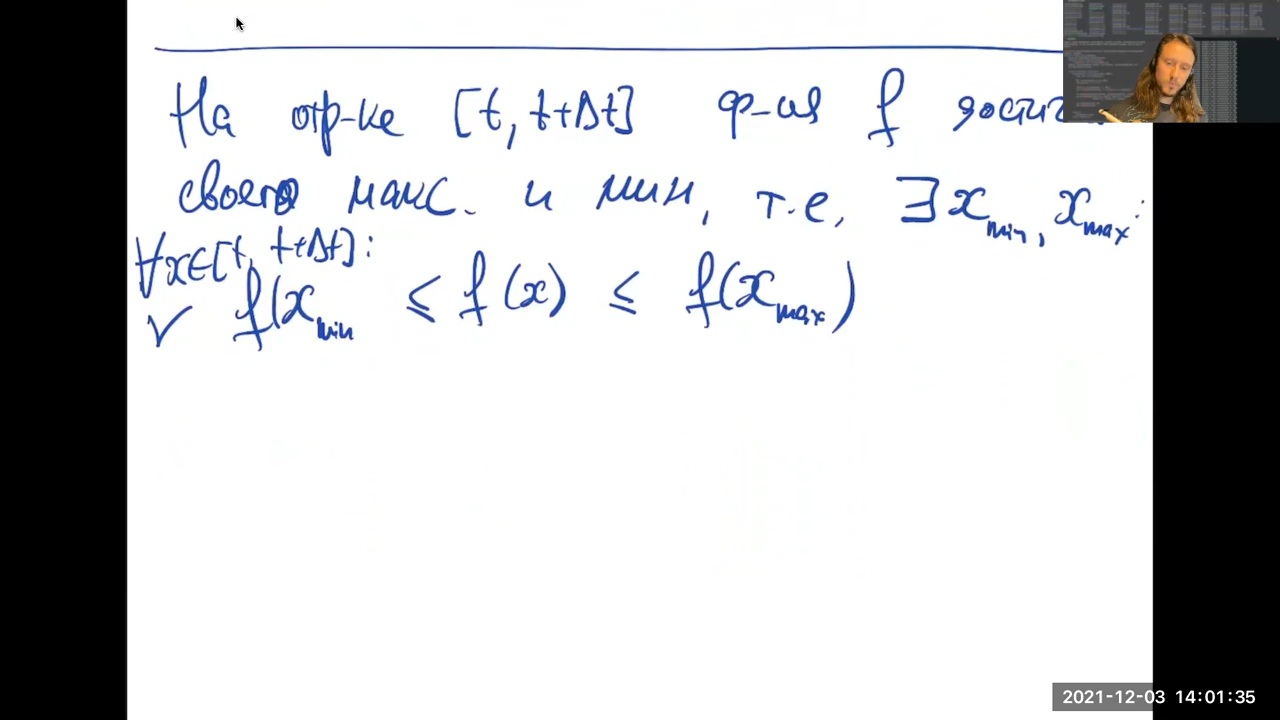 На отр-ке [t, t+Δt] ф-ия f
своего макс. и мин, т.е, ∃ x_min, x_max:
∀x∈[t, t+Δt]:
✓ f(x_min ≤ f(x) ≤ f(x_max)
2021-12-03 14:01:35